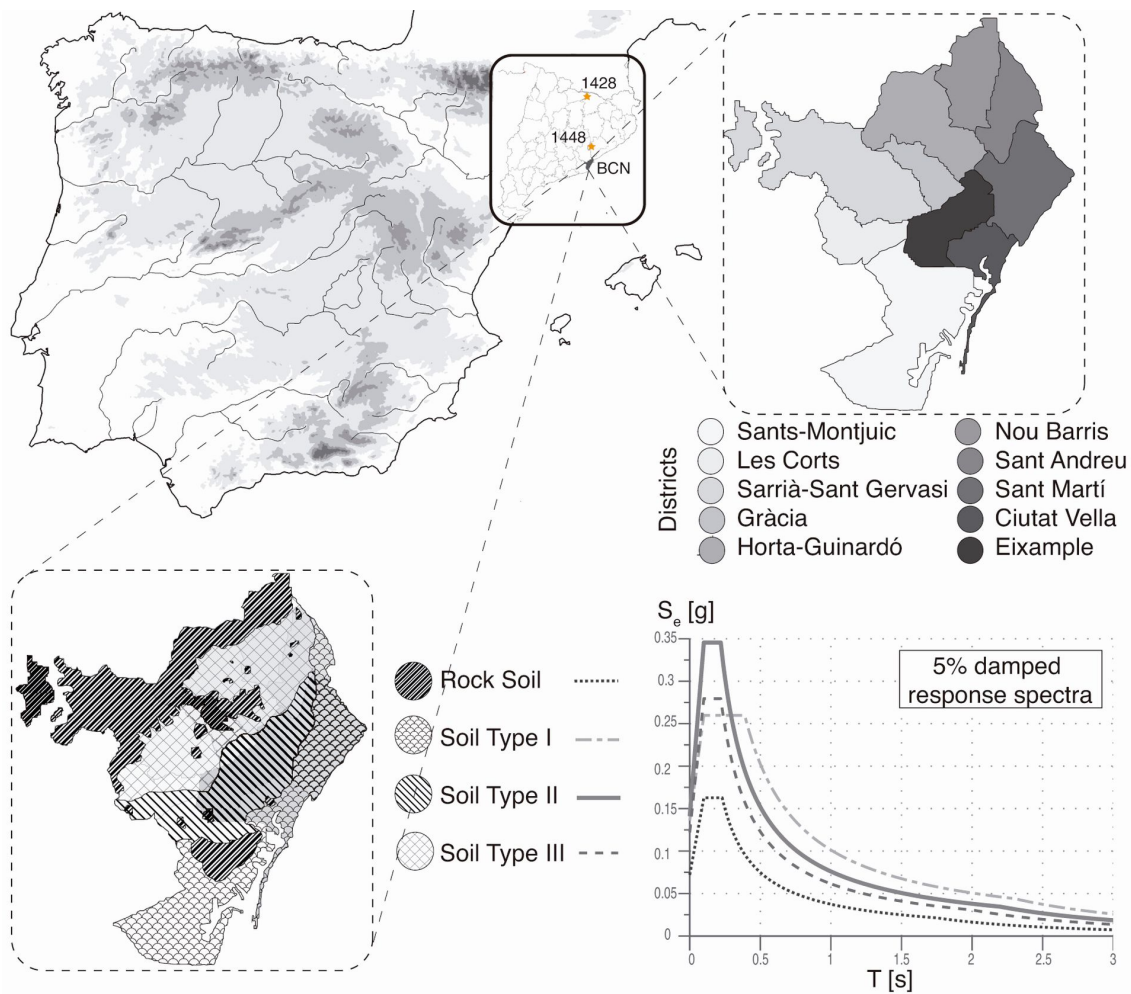 1428
1448
BCN
Districts
Sants-Montjuic
Les Corts
Sarrià-Sant Gervasi
Gràcia
Horta-Guinardó
Nou Barris
Sant Andreu
Sant Martí
Ciutat Vella
Eixample
Rock Soil
Soil Type I
Soil Type II
Soil Type III
Se [g]
5% damped
response spectra
0.35
0.3
0.25
0.2
0.15
0.1
0.05
0
0
0.5
1
1.5
2
2.5
3
T [s]